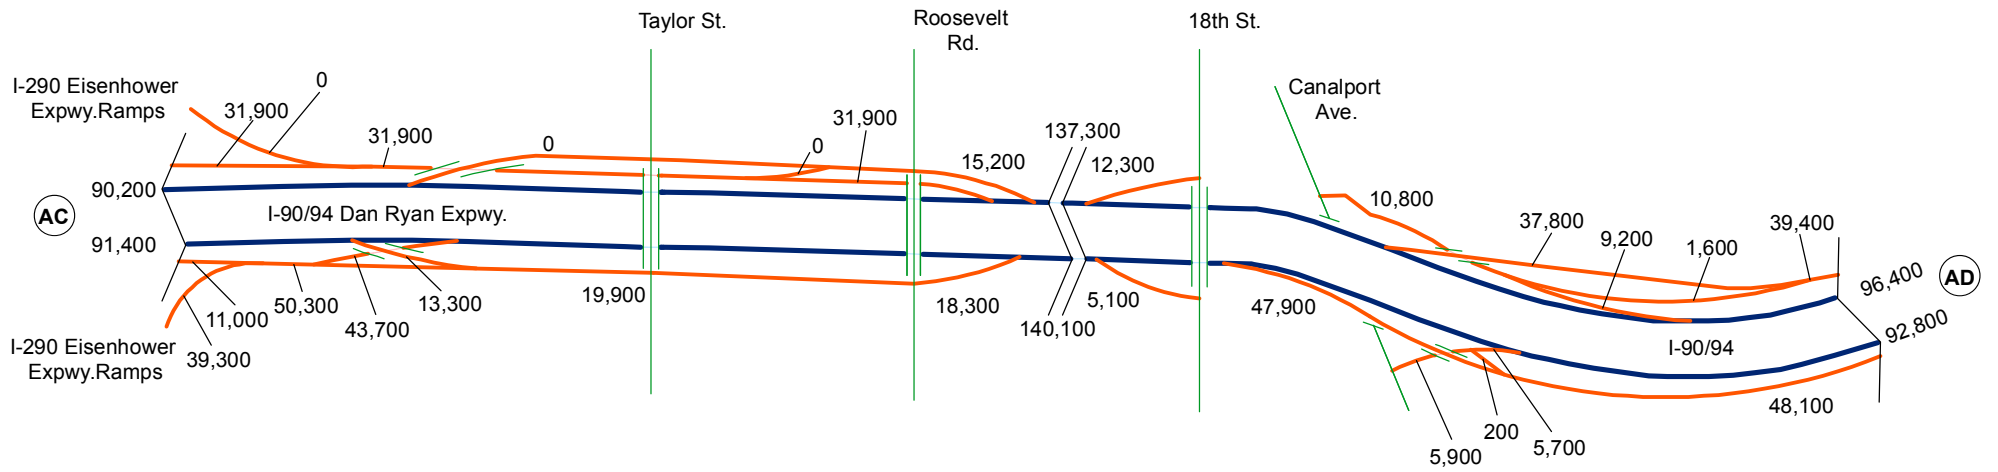 Taylor St.
Roosevelt
Rd.
18th St.
I-290 Eisenhower
Expwy.Ramps
0
31,900
31,900
0
0
31,900
15,200
137,300
12,300
Canalport
Ave.
10,800
37,800
9,200
1,600
39,400
90,200
AC
I-90/94 Dan Ryan Expwy.
91,400
96,400
AD
92,800
I-90/94
11,000
50,300
43,700
13,300
19,900
18,300
5,100
140,100
47,900
I-290 Eisenhower
Expwy.Ramps
39,300
5,900
200
5,700
48,100